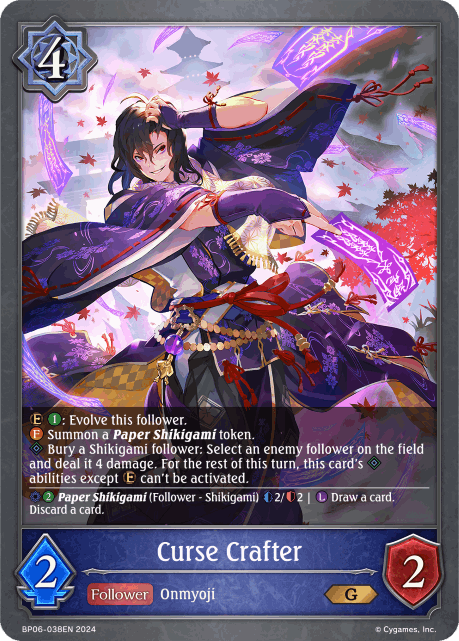 4
E 1: Evolve this follower.
F Summon a Paper Shikigami token.
Bury a Shikigami follower: Select an enemy follower on the field
and deal it 4 damage. For the rest of this turn, this card's
abilities except E can't be activated.
2 Paper Shikigami (Follower - Shikigami) 2/ 2 | L Draw a card.
Discard a card.
Curse Crafter
2
Follower Onmyoji
G
2
BP06-038EN 2024
© Cygames, Inc.